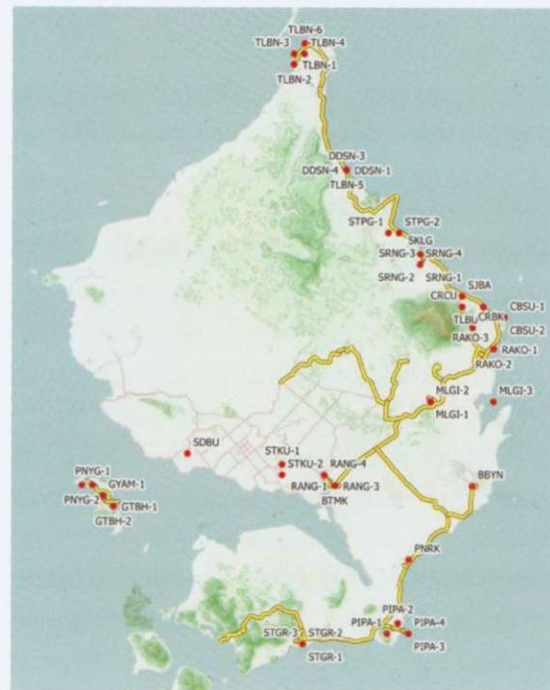 TLBN-6
TLBN-3 TLBN-4
TLBN-1
TLBN-2
DDSN-3
DDSN-4 DDSN-1
TLBN-5
STPG-1 STPG-2
SKLG
SRNG-3 SRNG-4
SRNG-2 SRNG-1
SJBA
CRCU
CBSU-1
TLBU CRBK
CBSU-2
RAKO-3
RAKO-1
RAKO-2
MLGI-2 MLGI-3
MLGI-1
SDBU
STKU-1
STKU-2 RANG-4
PNYG-1
GYAM-1
RANG-1 RANG-3
BBYN
PNYG-2
GTBH-1
BTMK
GTBH-2
PNRK
PIPA-2
PIPA-1 PIPA-4
STGR-3 STGR-2
PIPA-3
STGR-1